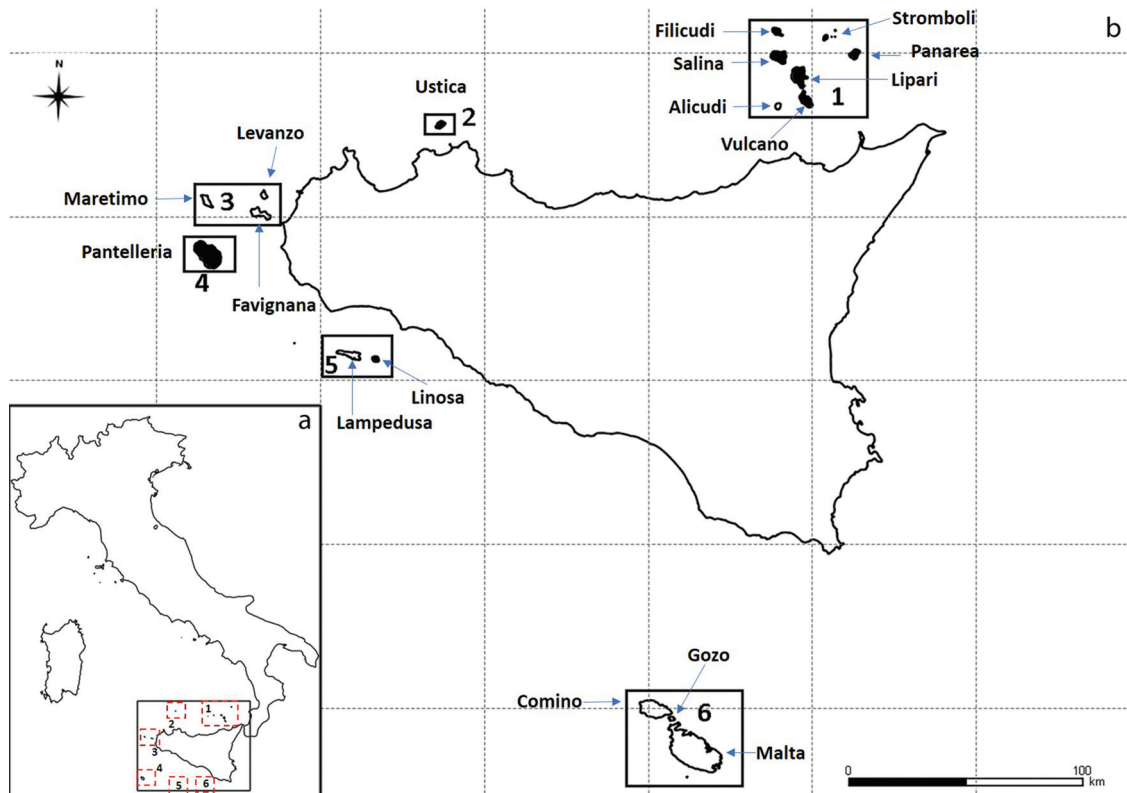 b
Filicudi
Stromboli
Salina
Panarea
Lipari
Alicudi
1
Vulcano
N
Ustica
2
Levanzo
Maretimo
3
Pantelleria
4
Favignana
5
Linosa
Lampedusa
a
1
2
3
4
5
6
Gozo
Comino
6
Malta
0
100
km